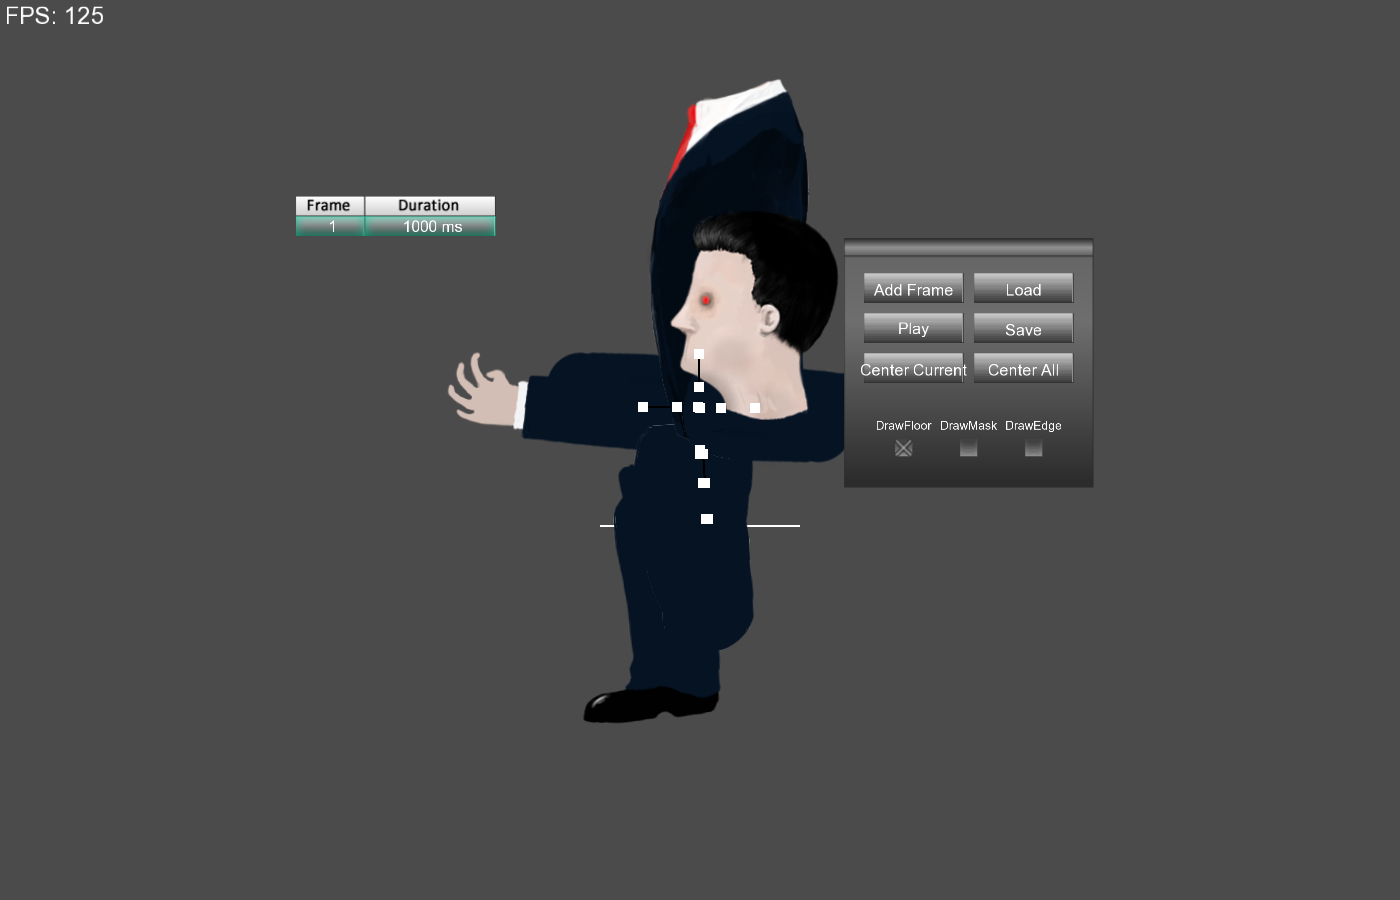 FPS: 125
Frame Duration
1 1000 ms
Add Frame Load
Play Save
Center Current Center All
DrawFloor DrawMask DrawEdge